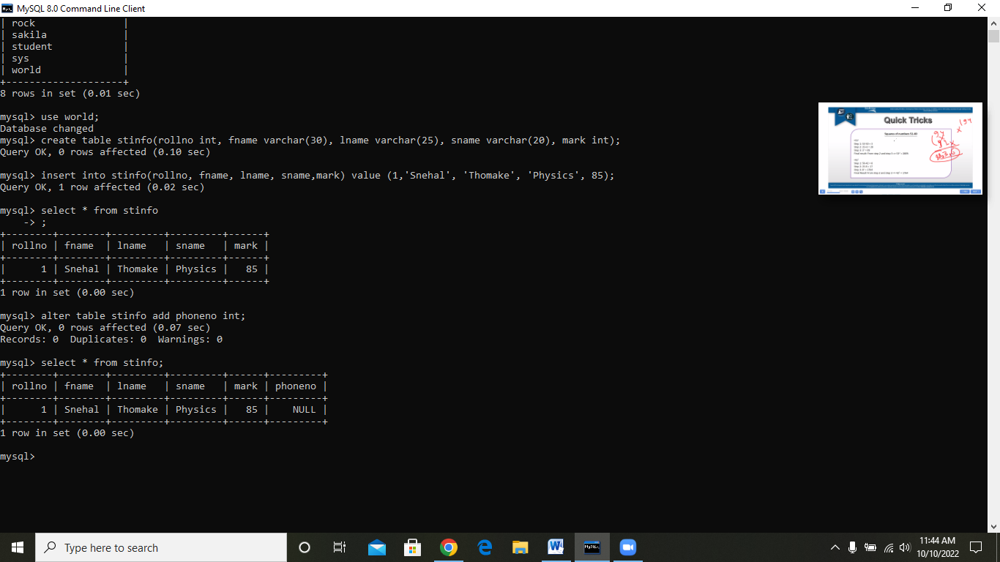 MySQL 8.0 Command Line Client
| rock               |
| sakila             |
| student            |
| sys                |
| world              |
+--------------------+
8 rows in set (0.01 sec)
mysql> use world;
Database changed
mysql> create table stinfo(rollno int, fname varchar(30), lname varchar(25), sname varchar(20), mark int);
Query OK, 0 rows affected (0.10 sec)
mysql> insert into stinfo(rollno, fname, lname, sname,mark) value (1,'Snehal', 'Thomake', 'Physics', 85);
Query OK, 1 row affected (0.02 sec)
mysql> select * from stinfo
    -> ;
+--------+--------+---------+---------+------+
| rollno | fname  | lname   | sname   | mark |
+--------+--------+---------+---------+------+
|      1 | Snehal | Thomake | Physics |   85 |
+--------+--------+---------+---------+------+
1 row in set (0.00 sec)
mysql> alter table stinfo add phoneno int;
Query OK, 0 rows affected (0.07 sec)
Records: 0  Duplicates: 0  Warnings: 0
mysql> select * from stinfo;
+--------+--------+---------+---------+------+---------+
| rollno | fname  | lname   | sname   | mark | phoneno |
+--------+--------+---------+---------+------+---------+
|      1 | Snehal | Thomake | Physics |   85 |    NULL |
+--------+--------+---------+---------+------+---------+
1 row in set (0.00 sec)
mysql>
Quick Tricks
Squares of numbers 51-60
Type here to search
11:44 AM
10/10/2022